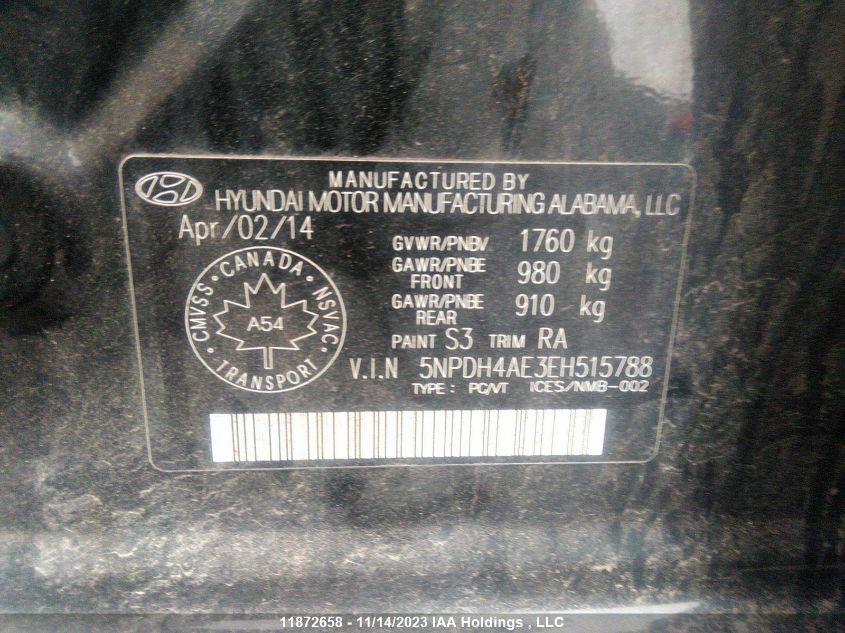 MANUFACTURED BY
HYUNDAI MOTOR MANUFACTURING ALABAMA, LLC
Apr/02/14
GVWR/PNBV 1760 kg
GAWR/PNBE FRONT 980 kg
GAWR/PNBE REAR 910 kg
PAINT S3 TRIM RA
CMVSS • CANADA • NSVAC • TRANSPORT •
A54
V.I.N 5NPDH4AE3EH515788
TYPE : PC/VT ICES/NMB-002
11872658 - 11/14/2023 IAA Holdings , LLC